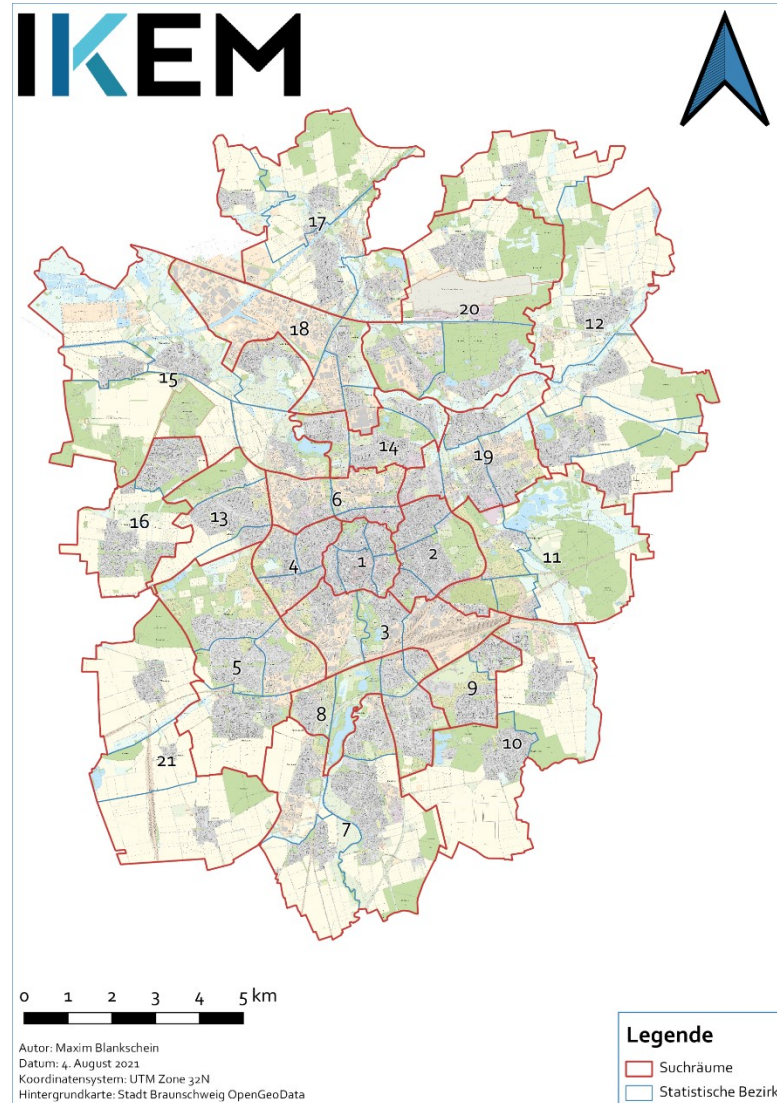 IKEM
17
20
12
18
15
14
19
6
16
13
4
1
2
11
3
5
9
8
10
21
7
0 1 2 3 4 5 km
Autor: Maxim Blankschein
Datum: 4. August 2021
Koordinatensystem: UTM Zone 32N
Hintergrundkarte: Stadt Braunschweig OpenGeoData
Legende
Suchräume
Statistische Bezirk